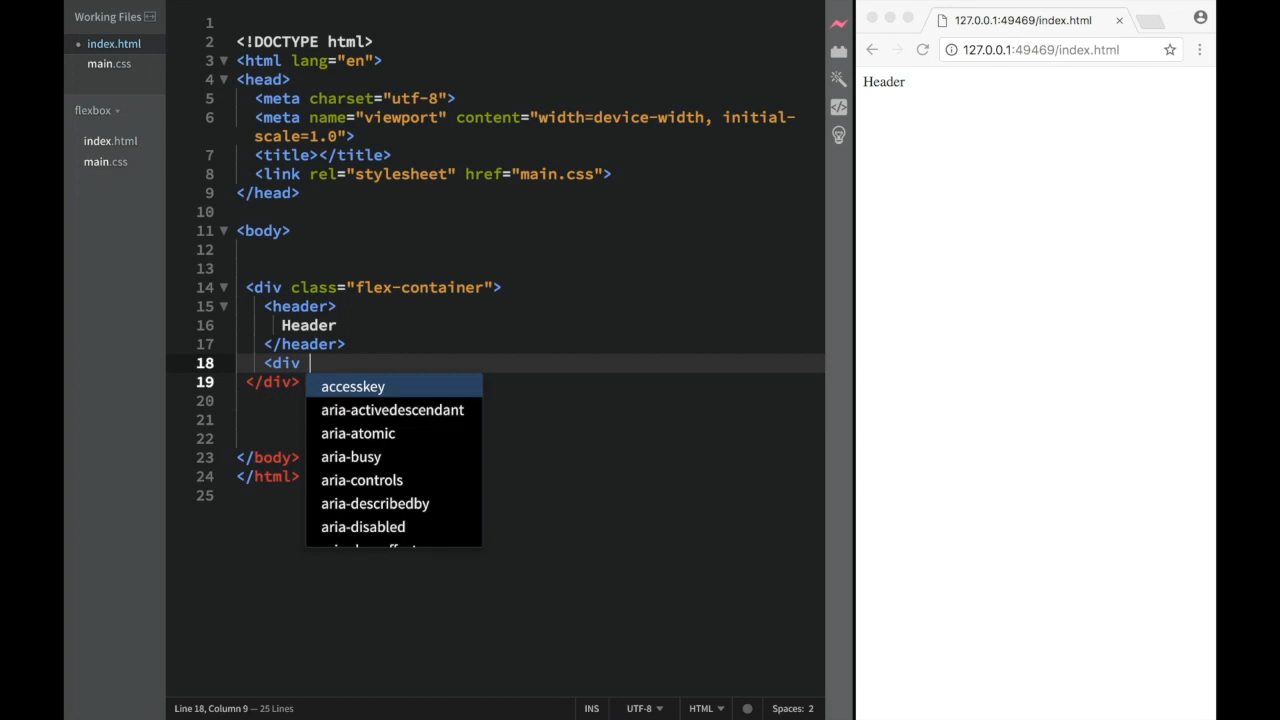 Working Files
index.html
main.css
flexbox
index.html
main.css
1
2 <!DOCTYPE html>
3 <html lang="en">
4 <head>
5 <meta charset="utf-8">
6 <meta name="viewport" content="width=device-width, initial-
scale=1.0">
7 <title></title>
8 <link rel="stylesheet" href="main.css">
9 </head>
10
11 <body>
12
13
14 <div class="flex-container">
15 <header>
16 Header
17 </header>
18 <div
19 </div>
20
21
22
23 </body>
24 </html>
25
accesskey
aria-activedescendant
aria-atomic
aria-busy
aria-controls
aria-describedby
aria-disabled
Line 18, Column 9 — 25 Lines
INS
UTF-8
HTML
Spaces: 2
127.0.0.1:49469/index.html
127.0.0.1:49469/index.html
Header